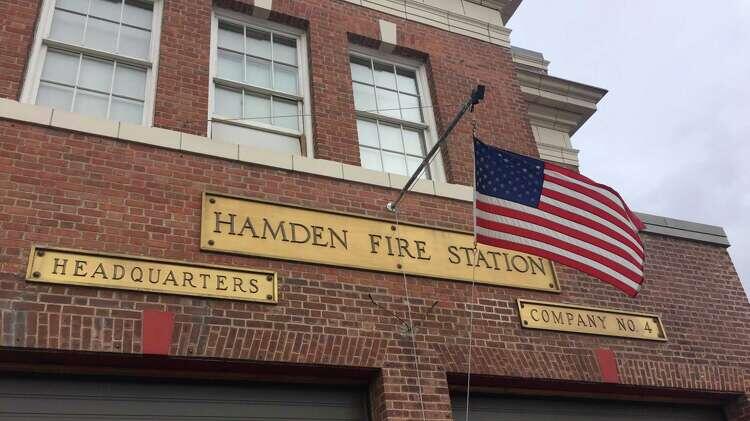 HAMDEN FIRE STATION
HEADQUARTERS
COMPANY NO. 4